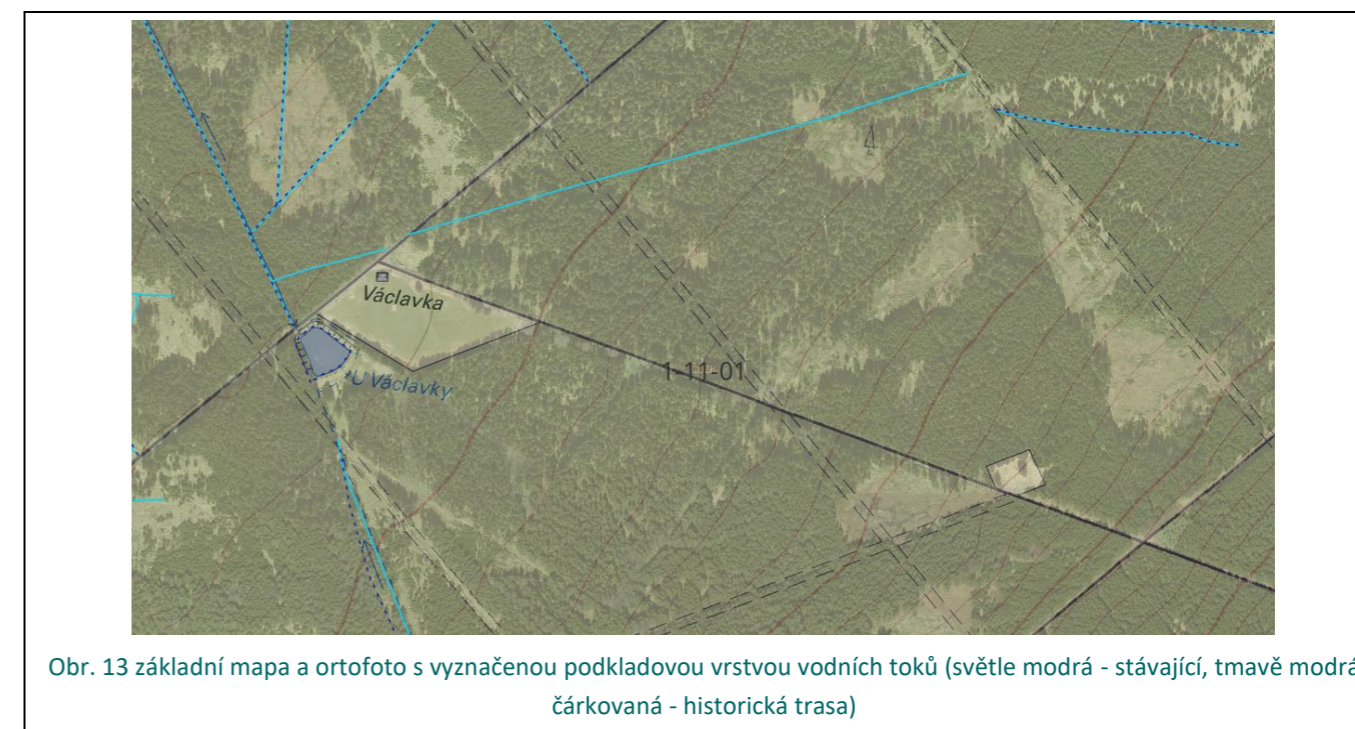 Václavka
U Václavky
1-11-01
Obr. 13 základní mapa a ortofoto s vyznačenou podkladovou vrstvou vodních toků (světle modrá - stávající, tmavě modrá
čárkovaná - historická trasa)